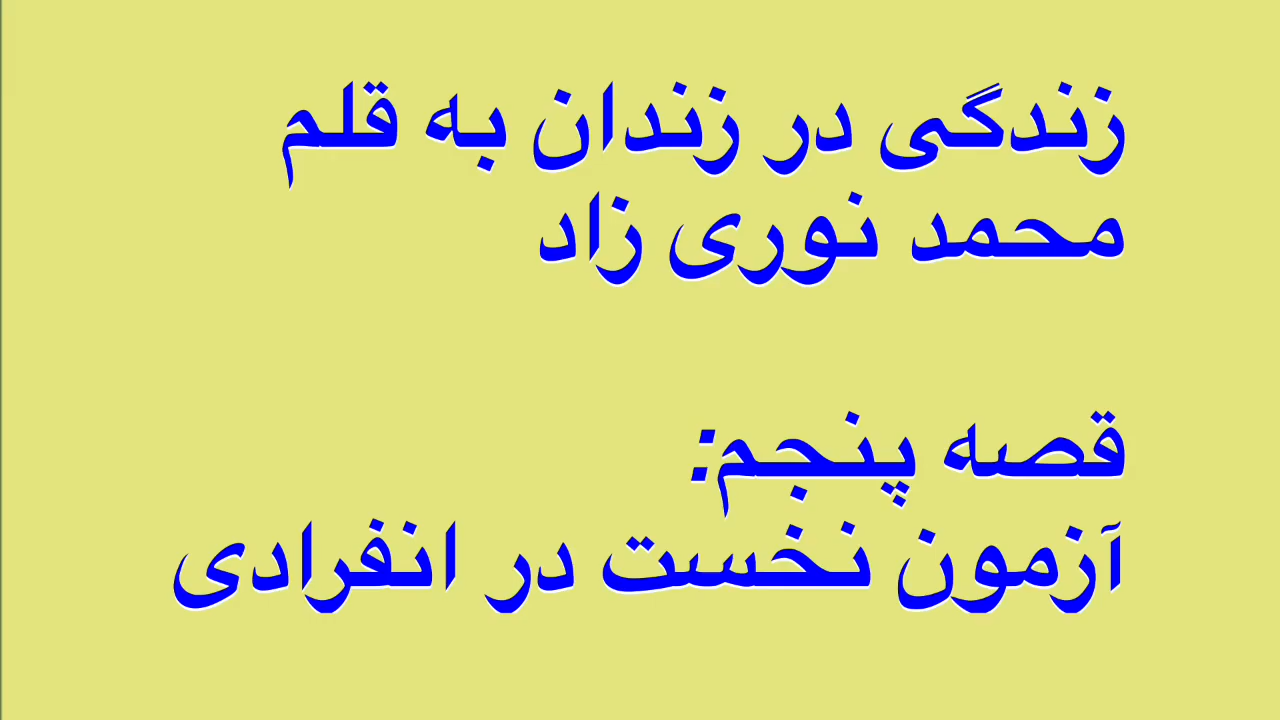 زندگی در زندان به قلم
محمد نوری زاد
قصه پنجم:
آزمون نخست در انفرادی